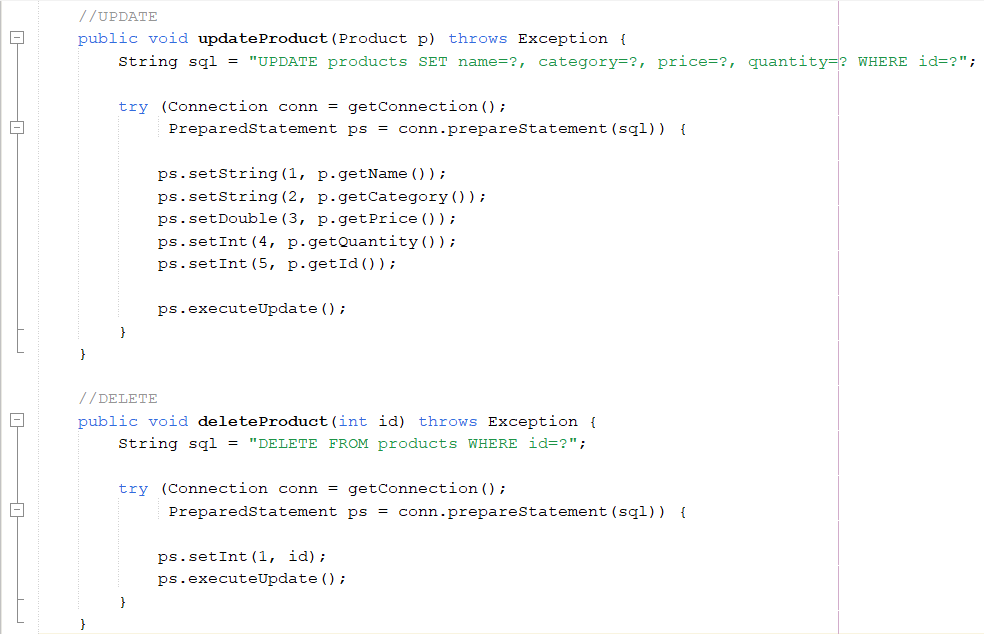 //UPDATE
public void updateProduct(Product p) throws Exception {
String sql = "UPDATE products SET name=?, category=?, price=?, quantity=? WHERE id=?";
try (Connection conn = getConnection();
PreparedStatement ps = conn.prepareStatement(sql)) {
ps.setString(1, p.getName());
ps.setString(2, p.getCategory());
ps.setDouble(3, p.getPrice());
ps.setInt(4, p.getQuantity());
ps.setInt(5, p.getId());
ps.executeUpdate();
}
}
//DELETE
public void deleteProduct(int id) throws Exception {
String sql = "DELETE FROM products WHERE id=?";
try (Connection conn = getConnection();
PreparedStatement ps = conn.prepareStatement(sql)) {
ps.setInt(1, id);
ps.executeUpdate();
}
}